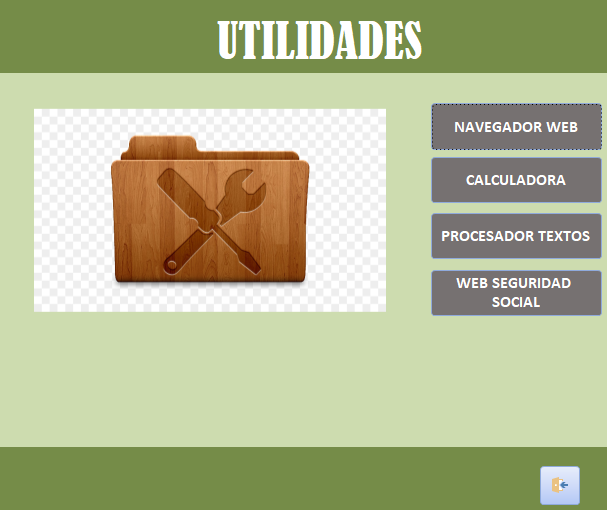 UTILIDADES
NAVEGADOR WEB
CALCULADORA
PROCESADOR TEXTOS
WEB SEGURIDAD
SOCIAL